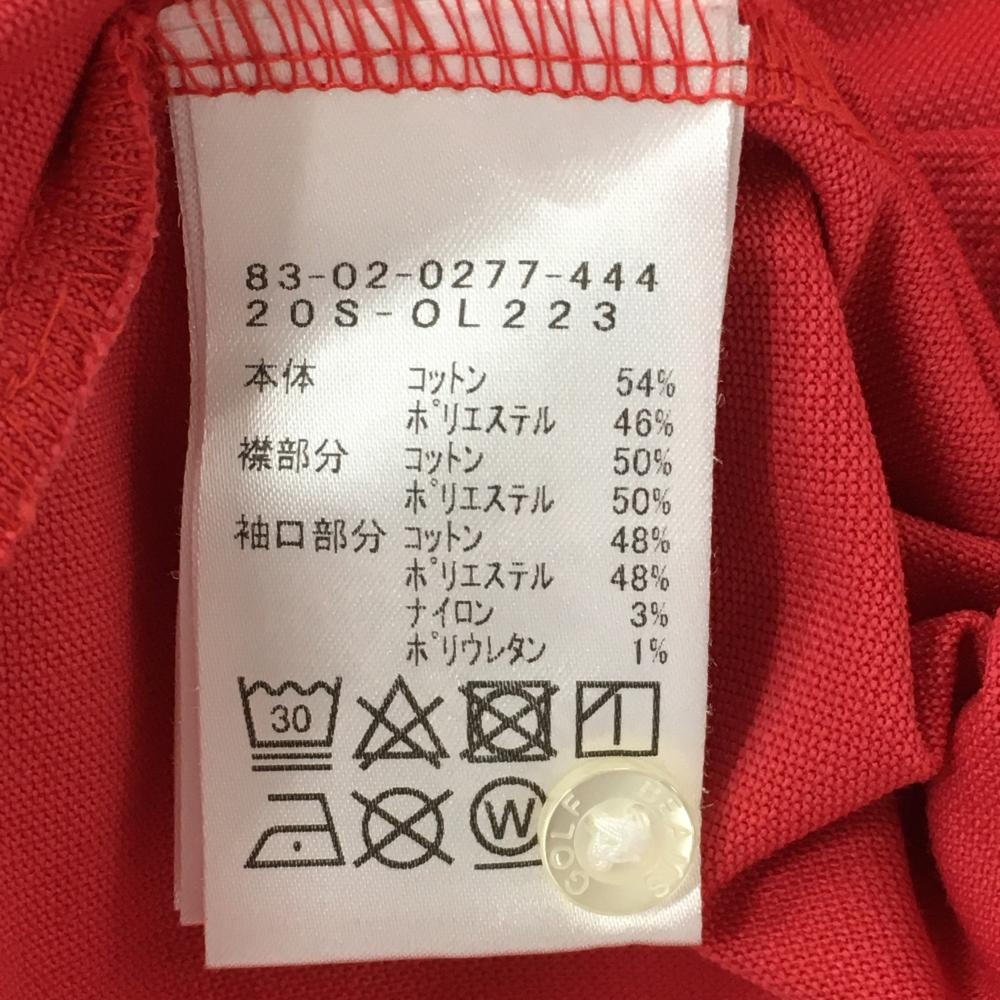 83-02-0277-444
20S-OL223
本体 コットン 54%
ポリエステル 46%
襟部分 コットン 50%
ポリエステル 50%
袖口部分 コットン 48%
ポリエステル 48%
ナイロン 3%
ポリウレタン 1%
30
W
GOLF